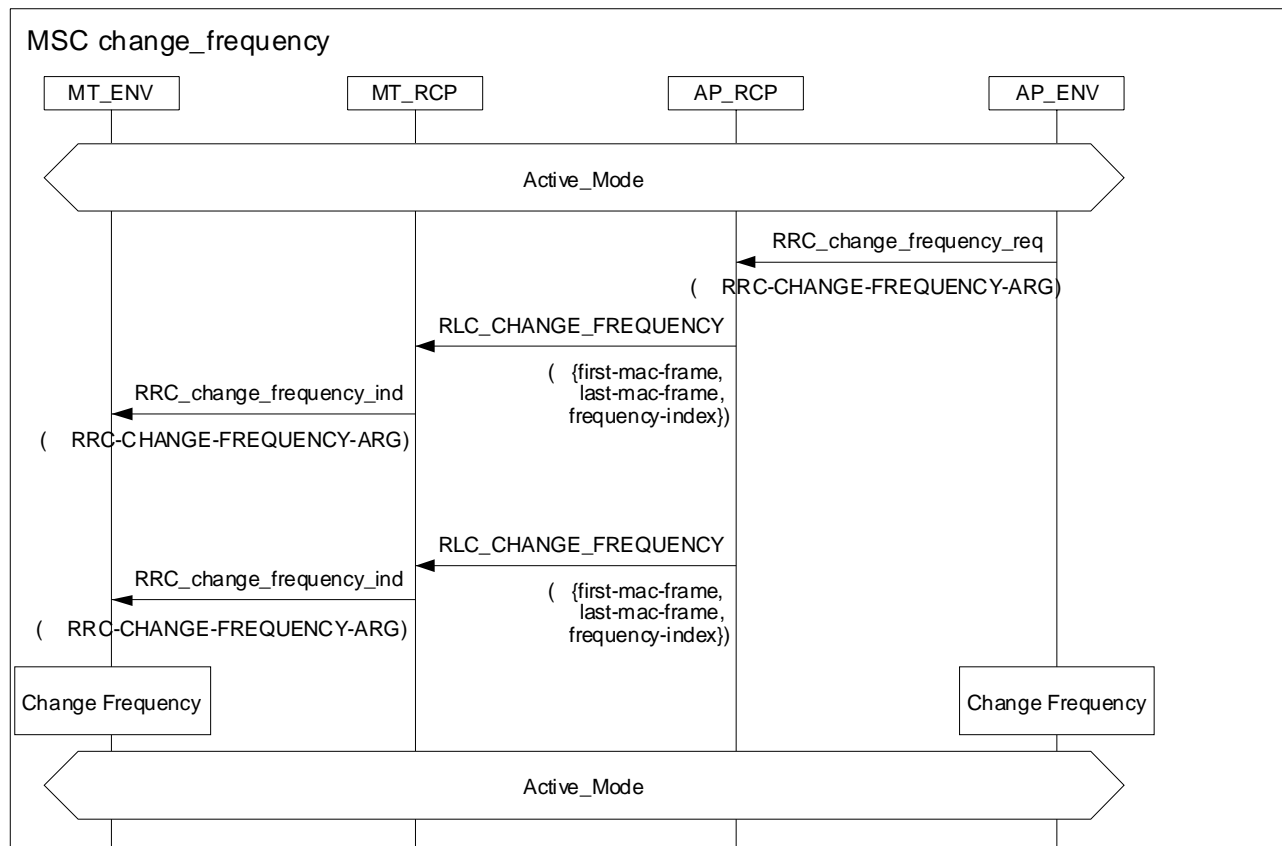 MSC change_frequency
MT_ENV
MT_RCP
AP_RCP
AP_ENV
Active_Mode
RRC_change_frequency_req
( RRC-CHANGE-FREQUENCY-ARG)
RLC_CHANGE_FREQUENCY
( {first-mac-frame,
last-mac-frame,
frequency-index})
RRC_change_frequency_ind
( RRC-CHANGE-FREQUENCY-ARG)
RLC_CHANGE_FREQUENCY
( {first-mac-frame,
last-mac-frame,
frequency-index})
RRC_change_frequency_ind
( RRC-CHANGE-FREQUENCY-ARG)
Change Frequency
Change Frequency
Active_Mode